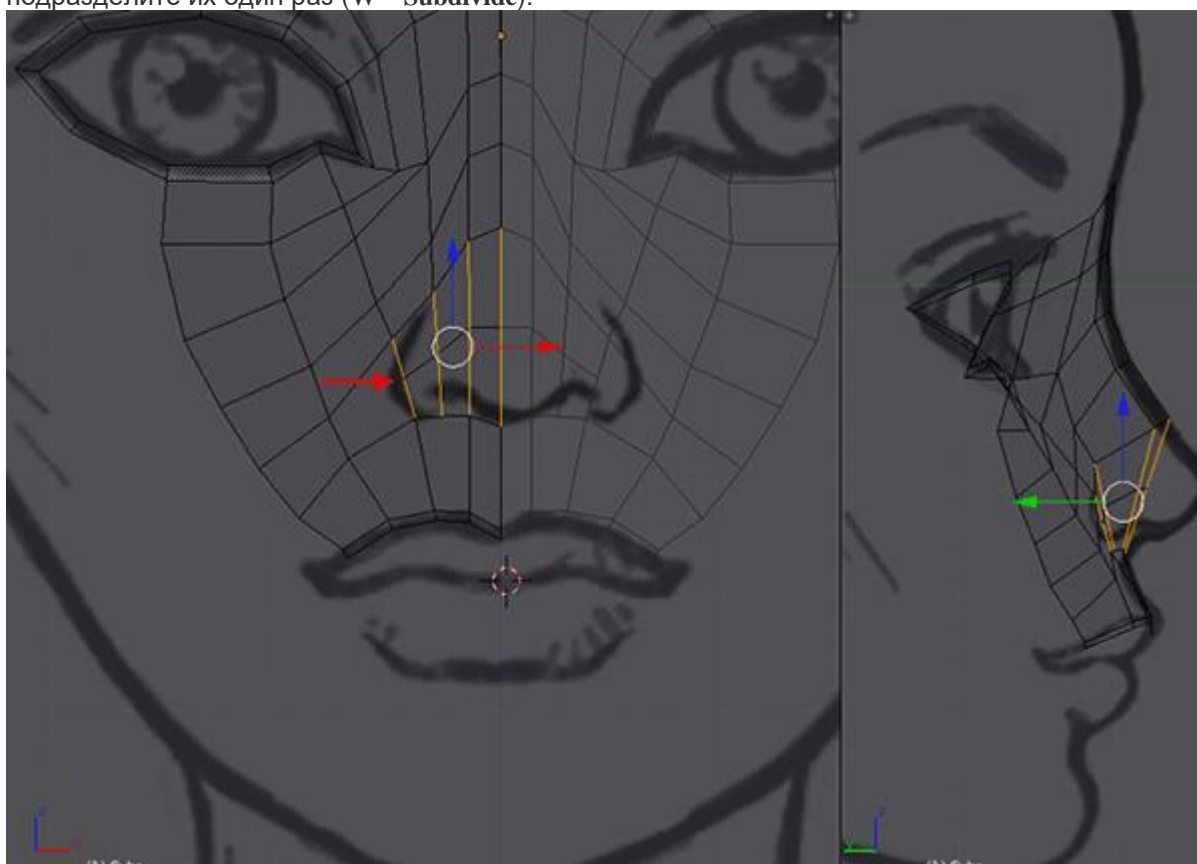 подразделите их один раз (W - Subdivide).